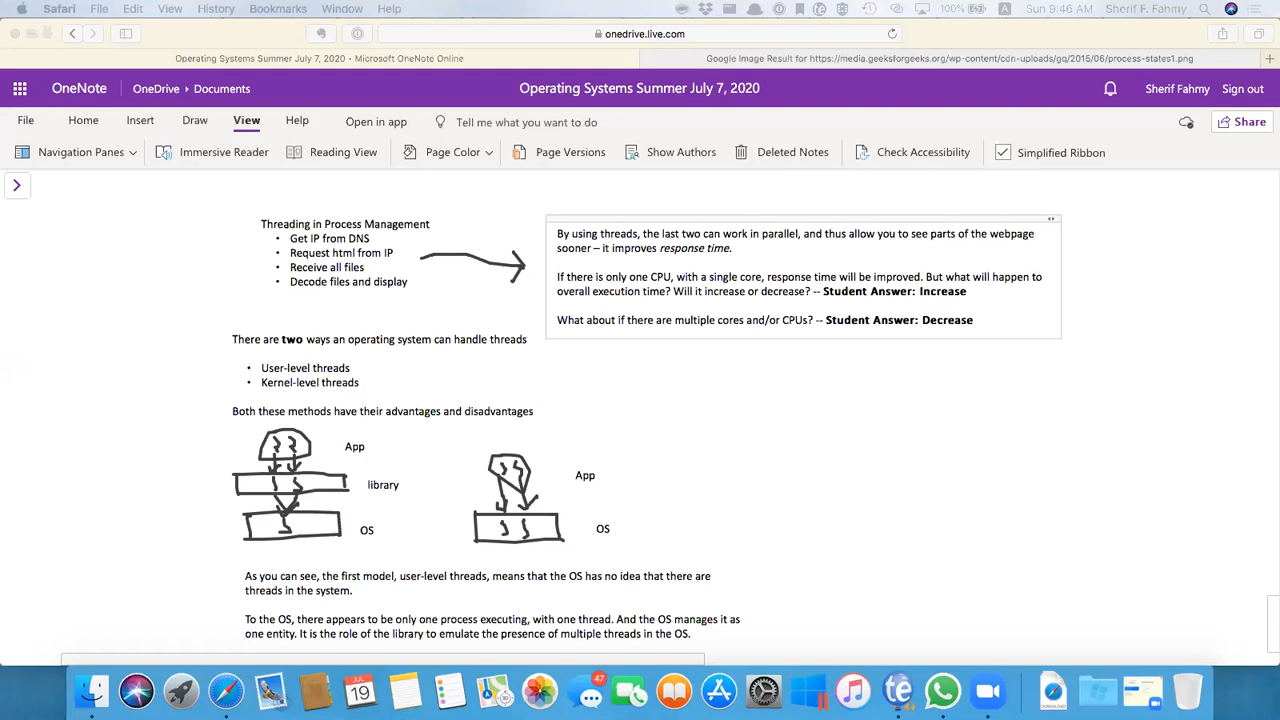 Safari File Edit View History Bookmarks Window Help 100% A Sun 9:46 AM Sherif F. Fahmy
onedrive.live.com
Operating Systems Summer July 7, 2020 - Microsoft OneNote Online
Google Image Result for https://media.geeksforgeeks.org/wp-content/cdn-uploads/gq/2015/06/process-states1.png
OneNote OneDrive ▸ Documents Operating Systems Summer July 7, 2020 Sherif Fahmy Sign out
File Home Insert Draw View Help Open in app Tell me what you want to do Share
Navigation Panes Immersive Reader Reading View Page Color Page Versions Show Authors Deleted Notes Check Accessibility Simplified Ribbon
Threading in Process Management
• Get IP from DNS
• Request html from IP
• Receive all files
• Decode files and display
By using threads, the last two can work in parallel, and thus allow you to see parts of the webpage
sooner – it improves response time.
If there is only one CPU, with a single core, response time will be improved. But what will happen to
overall execution time? Will it increase or decrease? -- Student Answer: Increase
What about if there are multiple cores and/or CPUs? -- Student Answer: Decrease
There are two ways an operating system can handle threads
• User-level threads
• Kernel-level threads
Both these methods have their advantages and disadvantages
App
library
OS
App
OS
As you can see, the first model, user-level threads, means that the OS has no idea that there are
threads in the system.
To the OS, there appears to be only one process executing, with one thread. And the OS manages it as
one entity. It is the role of the library to emulate the presence of multiple threads in the OS.
JUL
19
47
te